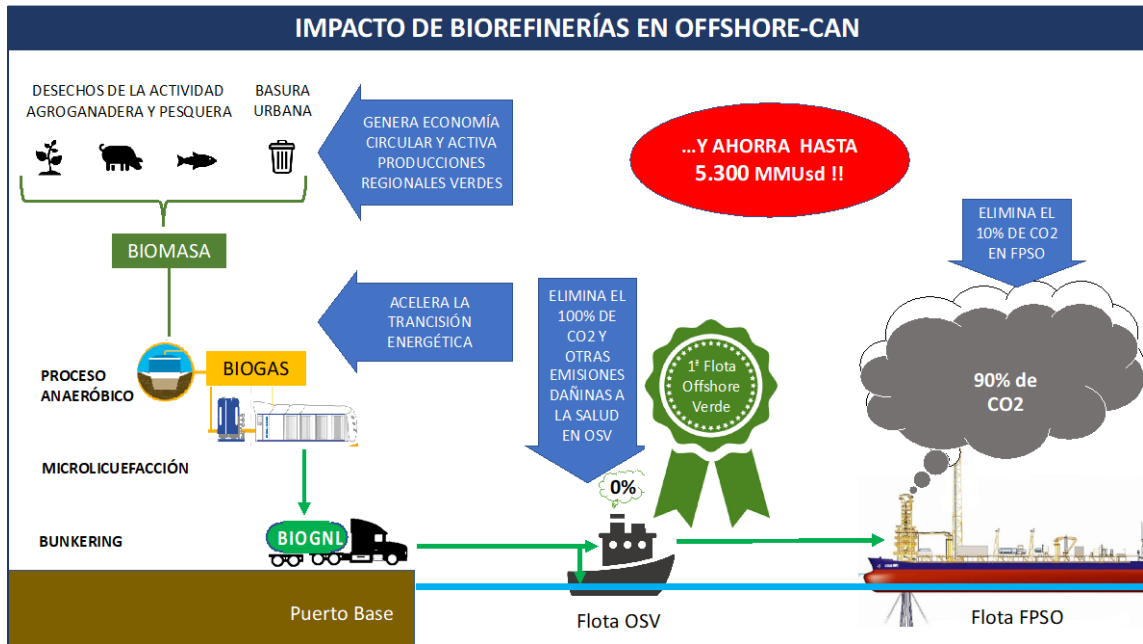 IMPACTO DE BIOREFINERÍAS EN OFFSHORE-CAN
DESECHOS DE LA ACTIVIDAD
AGROGANADERA Y PESQUERA
BASURA
URBANA
GENERA ECONOMÍA
CIRCULAR Y ACTIVA
PRODUCCIONES
REGIONALES VERDES
...Y AHORRA HASTA
5.300 MMUsd !!
ELIMINA EL
10% DE CO2
EN FPSO
BIOMASA
ACELERA LA
TRANCISIÓN
ENERGÉTICA
ELIMINA EL
100% DE
CO2 Y
OTRAS
EMISIONES
DAÑINAS A
LA SALUD
EN OSV
1ª Flota
Offshore
Verde
90% de
CO2
PROCESO
ANAERÓBICO
BIOGAS
MICROLICUEFACCIÓN
0%
BUNKERING
BIOGNL
Puerto Base
Flota OSV
Flota FPSO